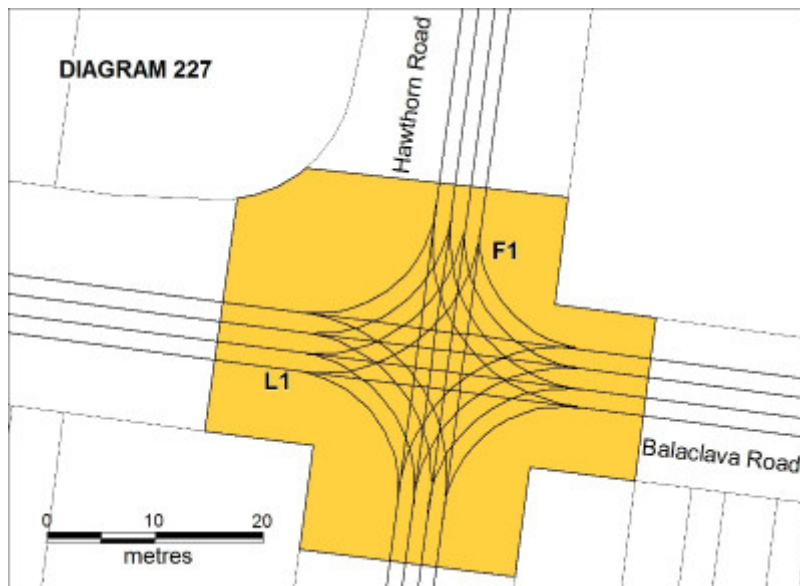 DIAGRAM 227
Hawthorn Road
F1
L1
Balaclava Road
0 10 20
metres